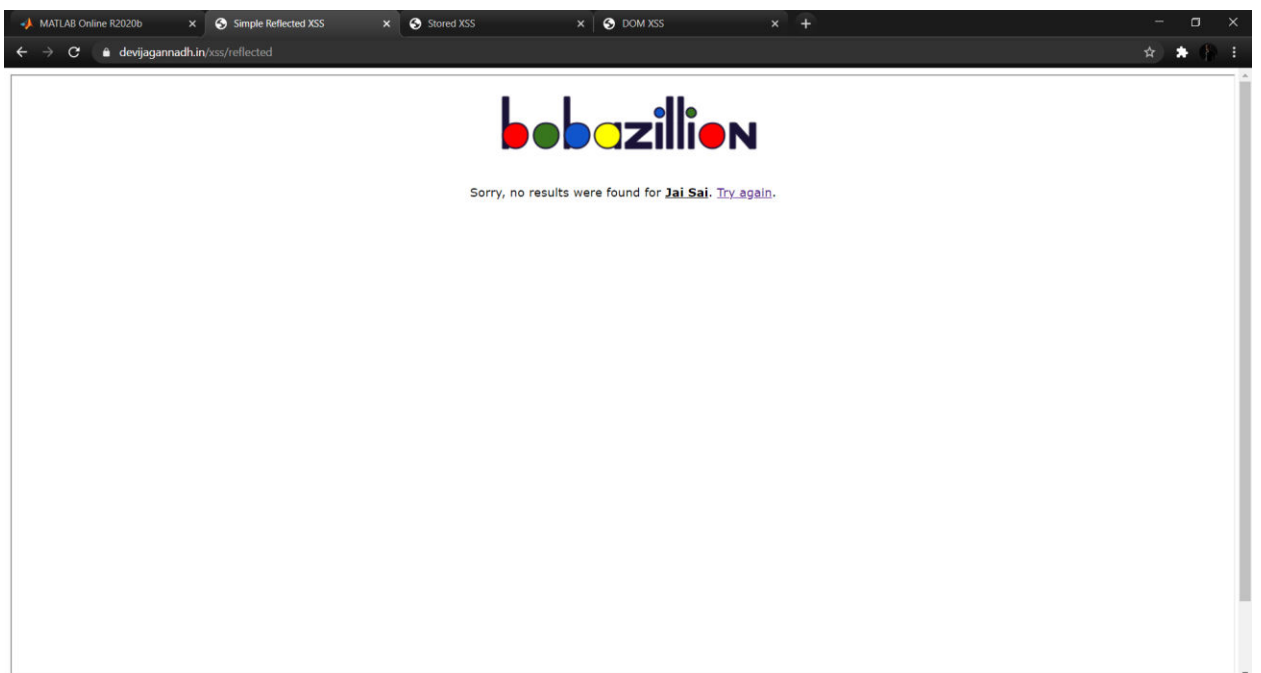 MATLAB Online R2020b
Simple Reflected XSS
Stored XSS
DOM XSS
devijagannadh.in/xss/reflected
bobazillion
Sorry, no results were found for Jai Sai. Try again.